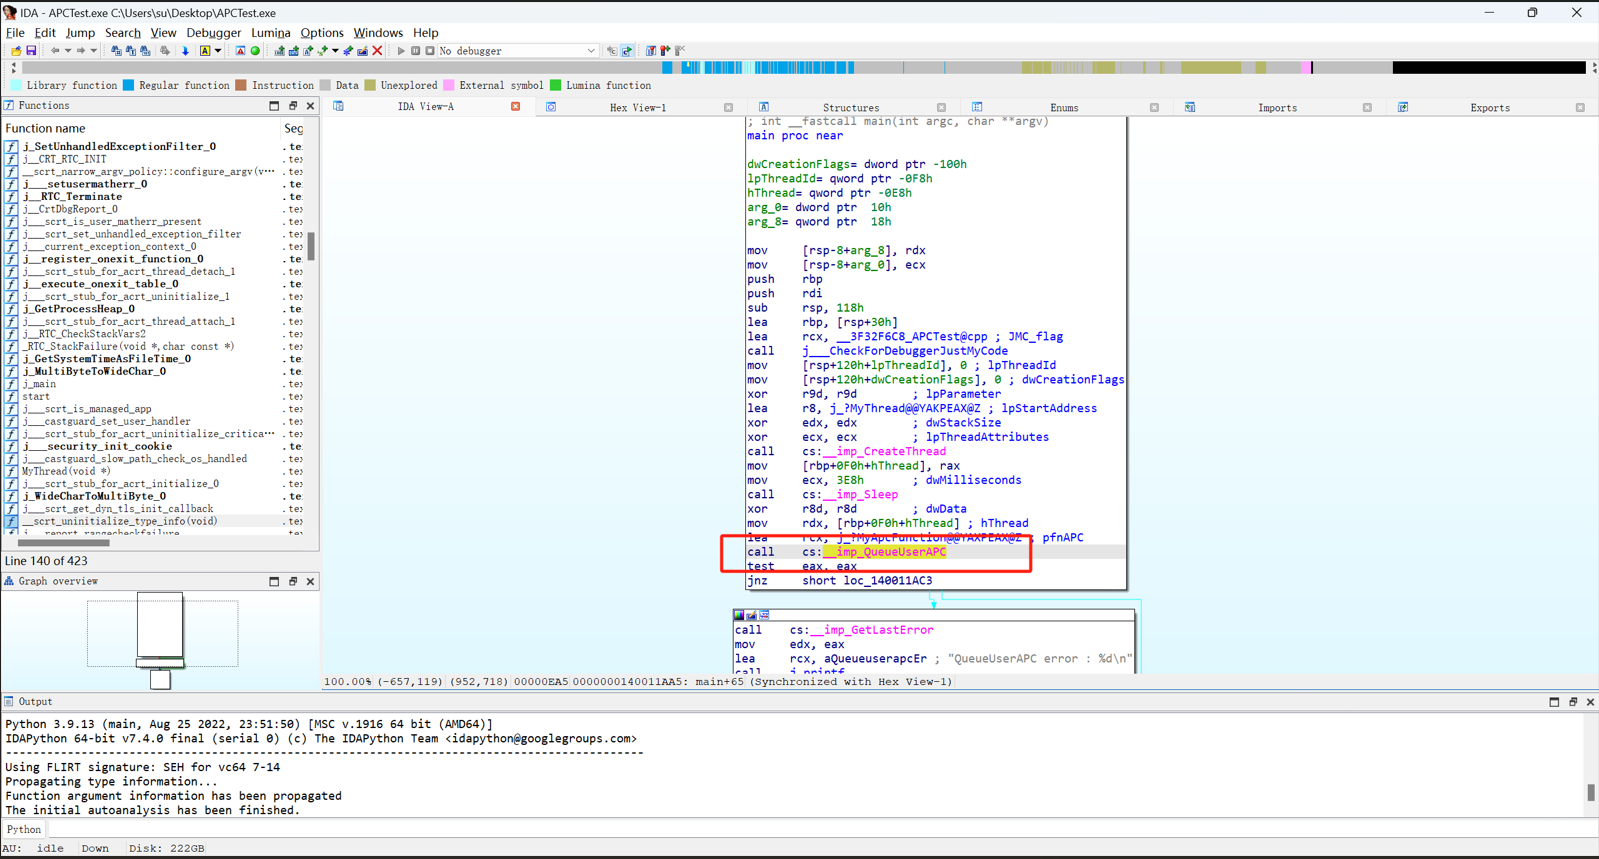 IDA - APCTest.exe C:\Users\su\Desktop\APCTest.exe
File Edit Jump Search View Debugger Lumina Options Windows Help
No debugger
Library function Regular function Instruction Data Unexplored External symbol Lumina function
Functions
IDA View-A
Hex View-1
Structures
Enums
Imports
Exports
Function name Seg
j_SetUnhandledExceptionFilter_0 .te
j__CRT_RTC_INIT .te
__scrt_narrow_argv_policy::configure_argv(v··· .te
j___setusermatherr_0 .te
j__RTC_Terminate .te
j__CrtDbgReport_0 .te
j___scrt_is_user_matherr_present .te
j___scrt_set_unhandled_exception_filter .te
j___current_exception_context_0 .te
j__register_onexit_function_0 .te
j___scrt_stub_for_acrt_thread_detach_1 .te
j__execute_onexit_table_0 .te
j___scrt_stub_for_acrt_uninitialize_1 .te
j_GetProcessHeap_0 .te
j___scrt_stub_for_acrt_thread_attach_1 .te
j__RTC_CheckStackVars2 .te
_RTC_StackFailure(void *,char const *) .te
j_GetSystemTimeAsFileTime_0 .te
j_MultiByteToWideChar_0 .te
j_main .te
start .te
j___scrt_is_managed_app .te
j___castguard_set_user_handler .te
j___scrt_stub_for_acrt_uninitialize_critica··· .te
j___security_init_cookie .te
j___castguard_slow_path_check_os_handled .te
MyThread(void *) .te
j___scrt_stub_for_acrt_initialize_0 .te
j_WideCharToMultiByte_0 .te
j___scrt_get_dyn_tls_init_callback .te
__scrt_uninitialize_type_info(void) .te
j___report_rangecheckfailure
Line 140 of 423
Graph overview
; int __fastcall main(int argc, char **argv)
main proc near
dwCreationFlags= dword ptr -100h
lpThreadId= qword ptr -0F8h
hThread= qword ptr -0E8h
arg_0= dword ptr  10h
arg_8= qword ptr  18h
mov     [rsp-8+arg_8], rdx
mov     [rsp-8+arg_0], ecx
push    rbp
push    rdi
sub     rsp, 118h
lea     rbp, [rsp+30h]
lea     rcx, __3F32F6C8_APCTest@cpp ; JMC_flag
call    j___CheckForDebuggerJustMyCode
mov     [rsp+120h+lpThreadId], 0 ; lpThreadId
mov     [rsp+120h+dwCreationFlags], 0 ; dwCreationFlags
xor     r9d, r9d        ; lpParameter
lea     r8, j_?MyThread@@YAKPEAX@Z ; lpStartAddress
xor     edx, edx        ; dwStackSize
xor     ecx, ecx        ; lpThreadAttributes
call    cs:__imp_CreateThread
mov     [rbp+0F0h+hThread], rax
mov     ecx, 3E8h       ; dwMilliseconds
call    cs:__imp_Sleep
xor     r8d, r8d        ; dwData
mov     rdx, [rbp+0F0h+hThread] ; hThread
lea     rcx, j_?MyApcFunction@@YAXPEAX@Z ; pfnAPC
call    cs:__imp_QueueUserAPC
test    eax, eax
jnz     short loc_140011AC3
call    cs:__imp_GetLastError
mov     edx, eax
lea     rcx, aQueueuserapcEr ; "QueueUserAPC error : %d\n"
call    j_printf
100.00% (-657,119) (952,718) 00000EA5 0000000140011AA5: main+65 (Synchronized with Hex View-1)
Output
Python 3.9.13 (main, Aug 25 2022, 23:51:50) [MSC v.1916 64 bit (AMD64)]
IDAPython 64-bit v7.4.0 final (serial 0) (c) The IDAPython Team <idapython@googlegroups.com>
---------------------------------------------------------------------------------------------
Using FLIRT signature: SEH for vc64 7-14
Propagating type information...
Function argument information has been propagated
The initial autoanalysis has been finished.
Python
AU: idle Down Disk: 222GB